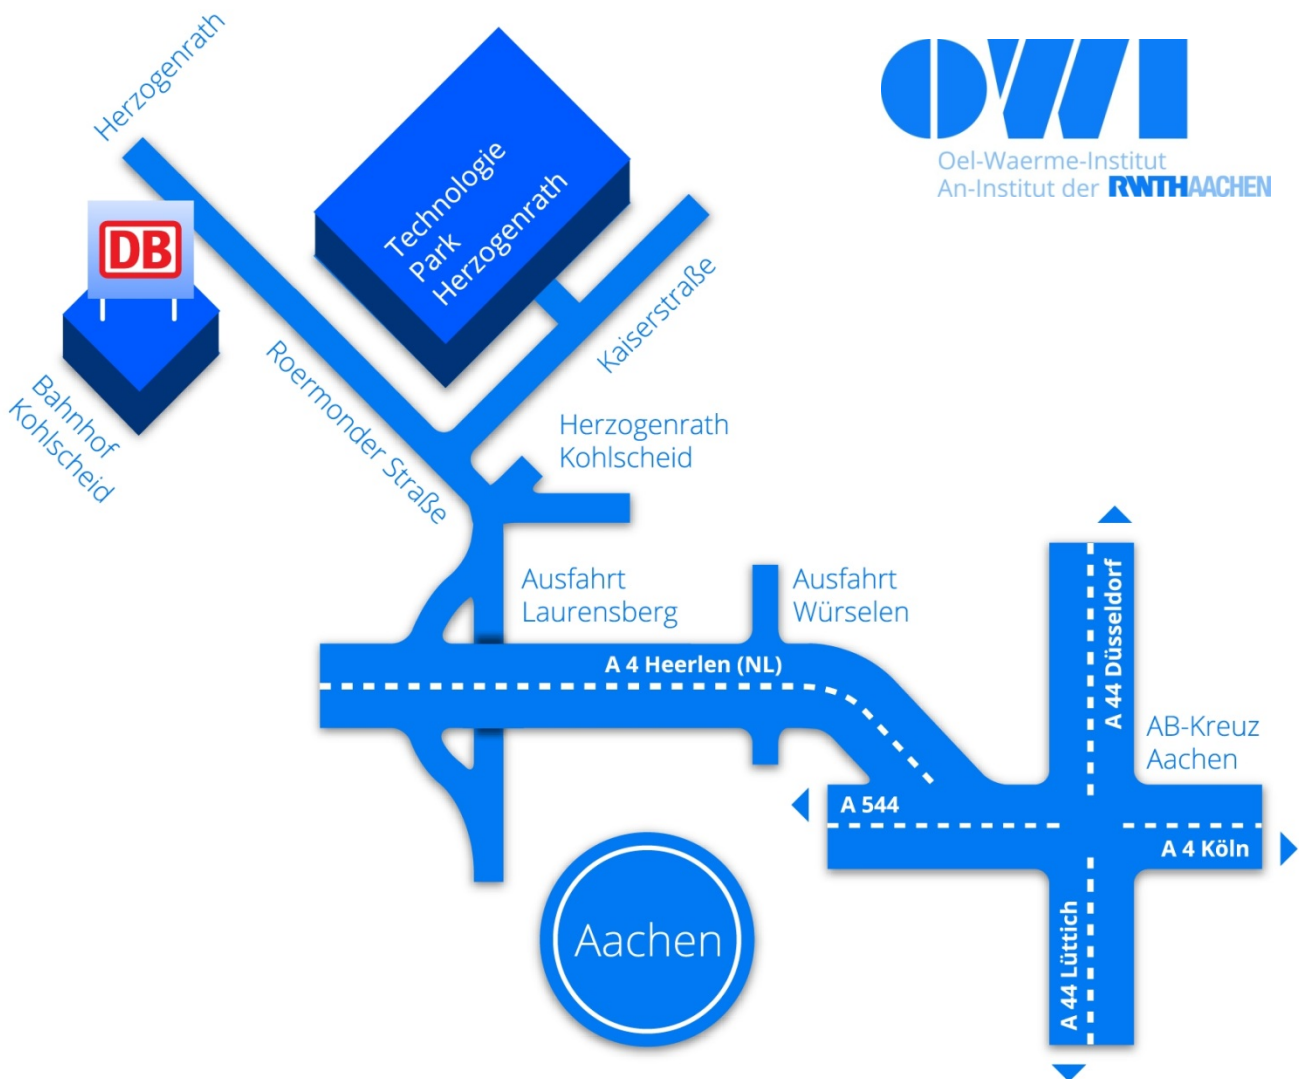 OWI
Oel-Waerme-Institut
An-Institut der RWTHAACHEN
Herzogenrath
DB
Bahnhof
Kohlscheid
Technologie
Park
Herzogenrath
Roermonder Straße
Kaiserstraße
Herzogenrath
Kohlscheid
Ausfahrt
Laurensberg
Ausfahrt
Würselen
A 4 Heerlen (NL)
A 44 Düsseldorf
AB-Kreuz
Aachen
A 544
A 4 Köln
A 44 Lüttich
Aachen